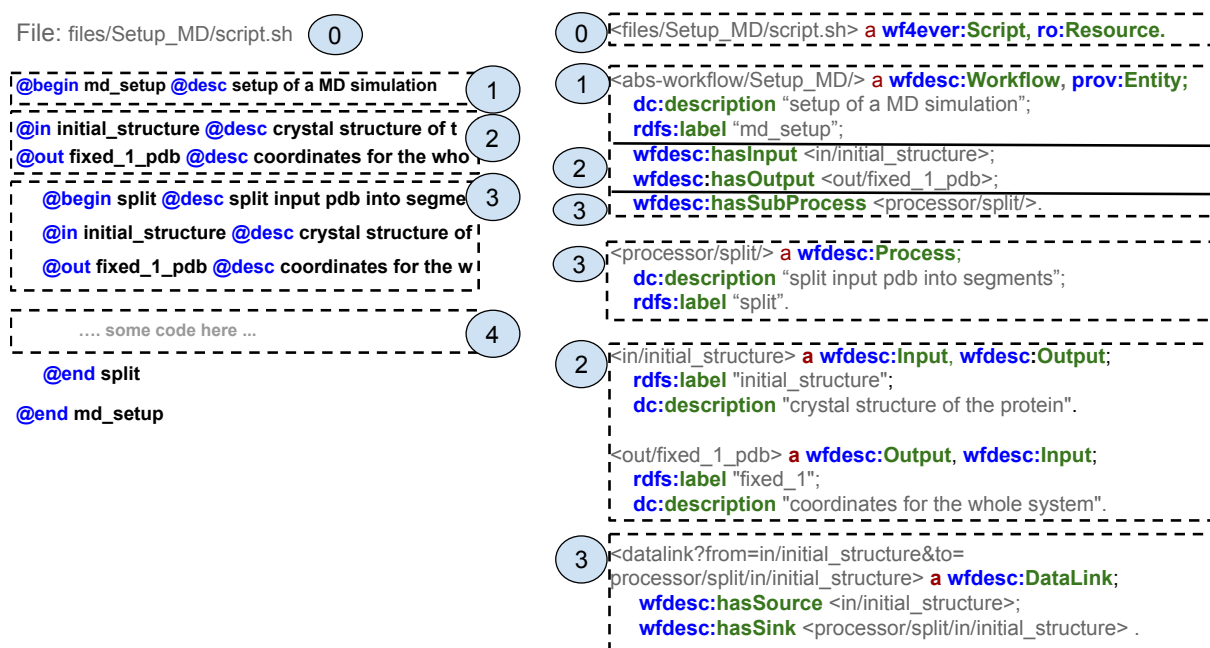 File: files/Setup_MD/script.sh
0
@begin md_setup @desc setup of a MD simulation
1
@in initial_structure @desc crystal structure of t
@out fixed_1_pdb @desc coordinates for the who
2
@begin split @desc split input pdb into segme
@in initial_structure @desc crystal structure of
@out fixed_1_pdb @desc coordinates for the w
3
.... some code here ...
4
@end split
@end md_setup
0
<files/Setup_MD/script.sh> a wf4ever:Script, ro:Resource.
1
<abs-workflow/Setup_MD/> a wfdesc:Workflow, prov:Entity;
dc:description “setup of a MD simulation”;
rdfs:label “md_setup”;
2
wfdesc:hasInput <in/initial_structure>;
wfdesc:hasOutput <out/fixed_1_pdb>;
3
wfdesc:hasSubProcess <processor/split/>.
3
<processor/split/> a wfdesc:Process;
dc:description “split input pdb into segments”;
rdfs:label “split”.
2
<in/initial_structure> a wfdesc:Input, wfdesc:Output;
rdfs:label "initial_structure";
dc:description "crystal structure of the protein".
<out/fixed_1_pdb> a wfdesc:Output, wfdesc:Input;
rdfs:label "fixed_1";
dc:description "coordinates for the whole system".
3
<datalink?from=in/initial_structure&to=
processor/split/in/initial_structure> a wfdesc:DataLink;
wfdesc:hasSource <in/initial_structure>;
wfdesc:hasSink <processor/split/in/initial_structure> .